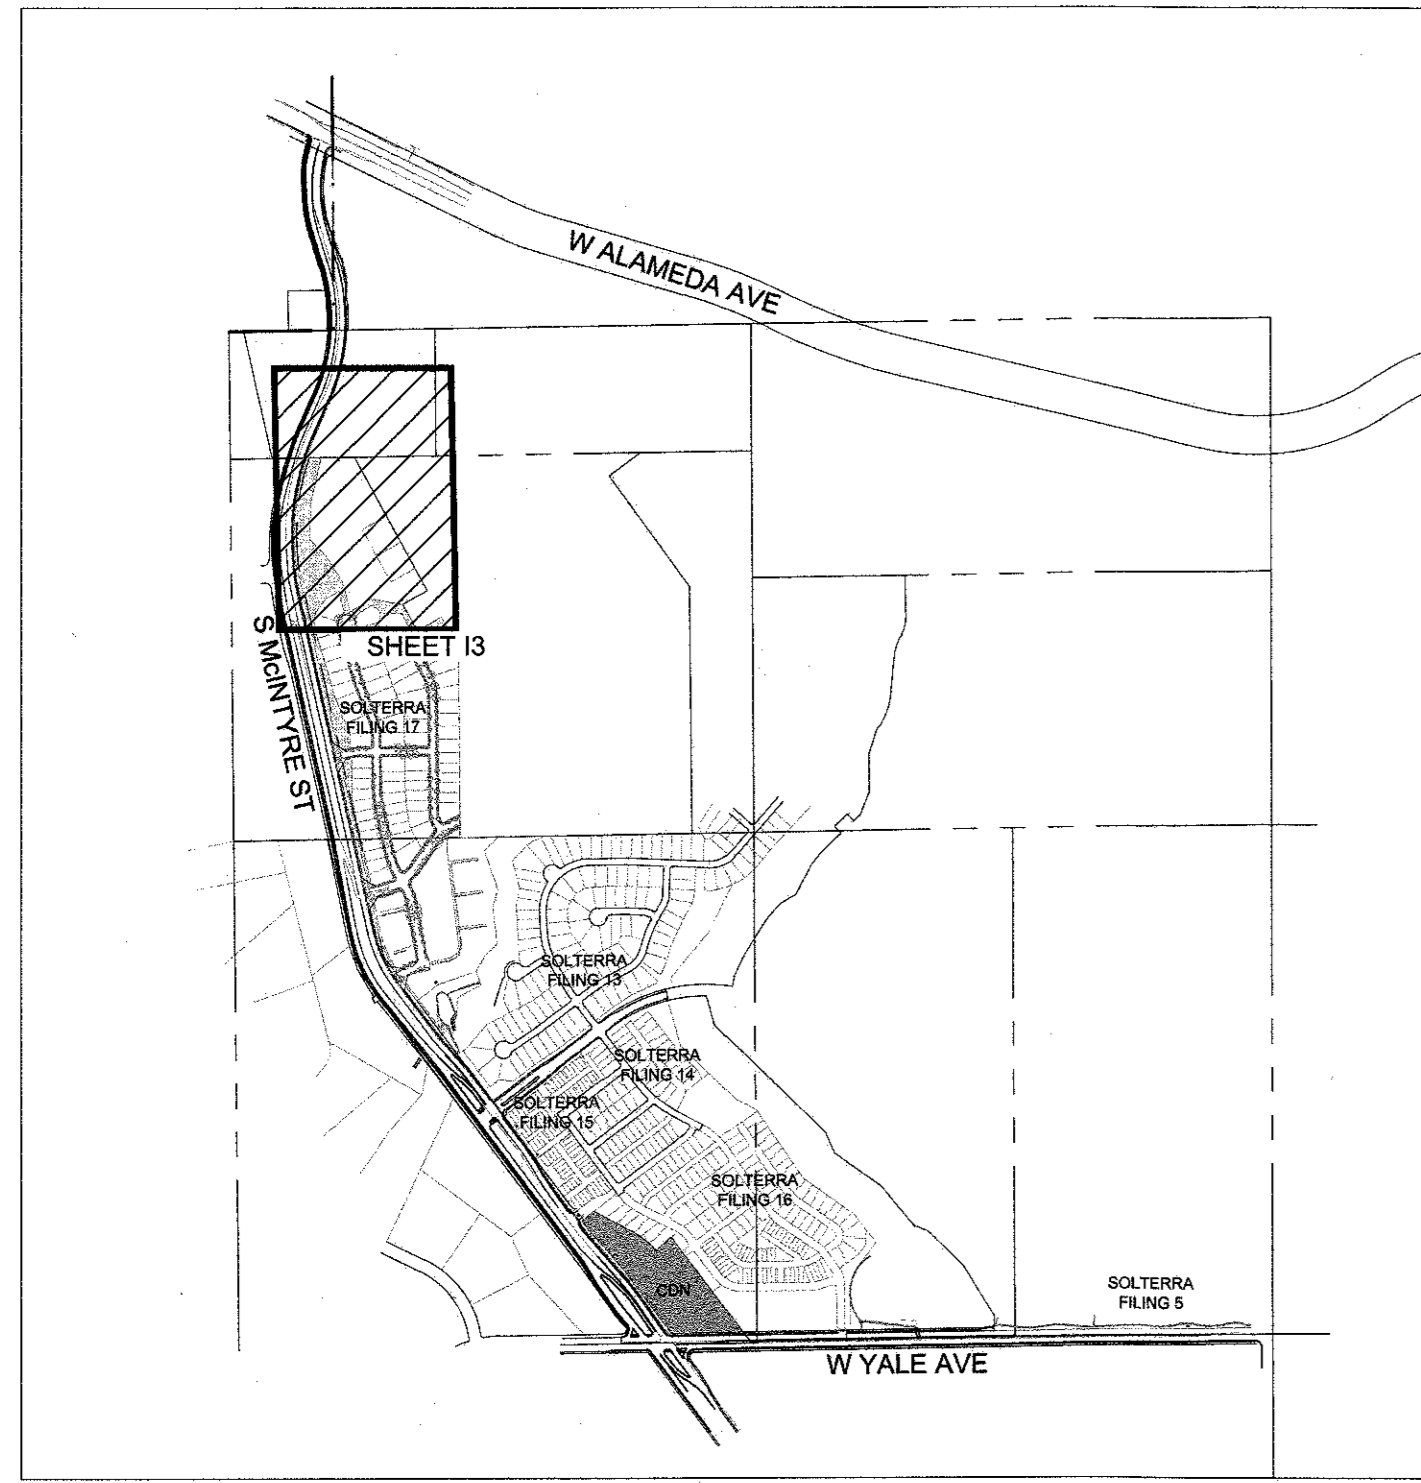 W ALAMEDA AVE
SHEET I3
S McINTYRE ST
SOLTERRA
FILING 17
SOLTERRA
FILING 13
SOLTERRA
FILING 14
SOLTERRA
FILING 15
SOLTERRA
FILING 16
CDN
SOLTERRA
FILING 5
W YALE AVE